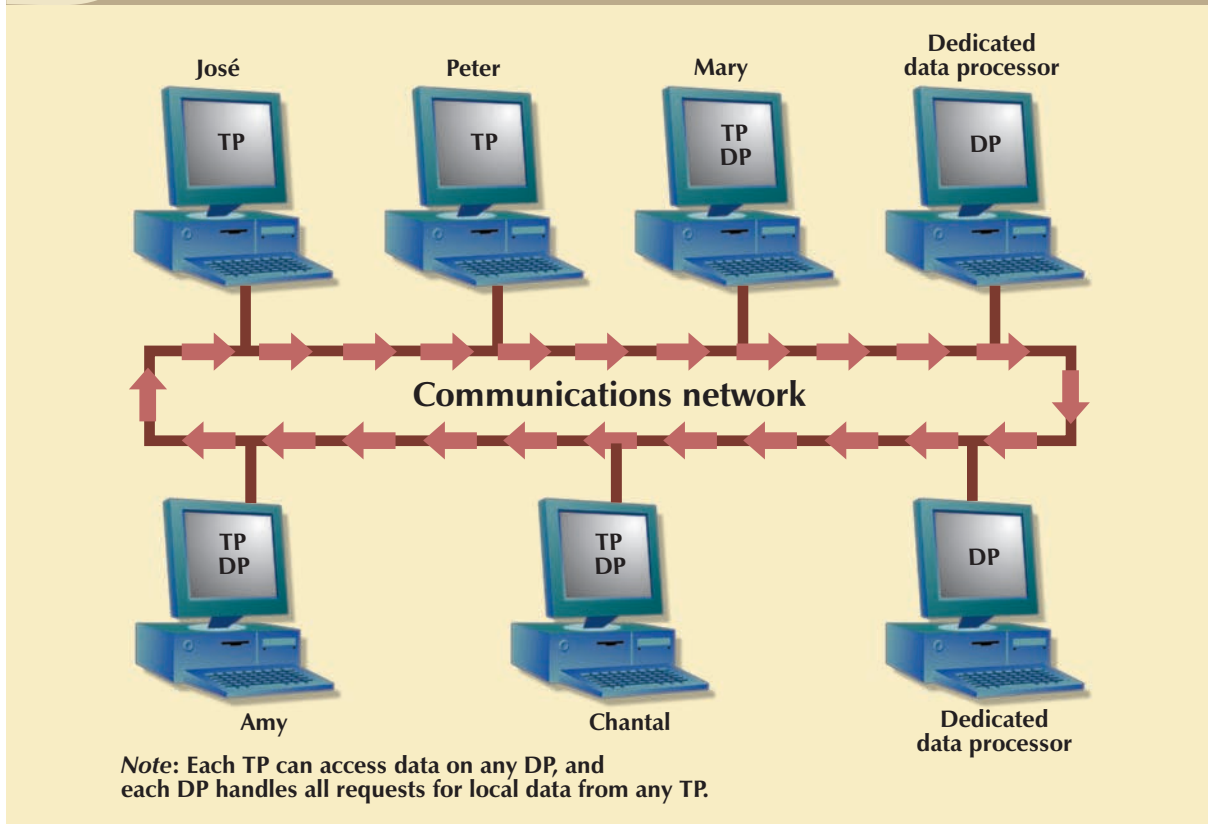 José
Peter
Mary
Dedicated
data processor
TP
TP
TP
DP
DP
Communications network
TP
DP
TP
DP
DP
Amy
Chantal
Dedicated
data processor
Note: Each TP can access data on any DP, and
each DP handles all requests for local data from any TP.